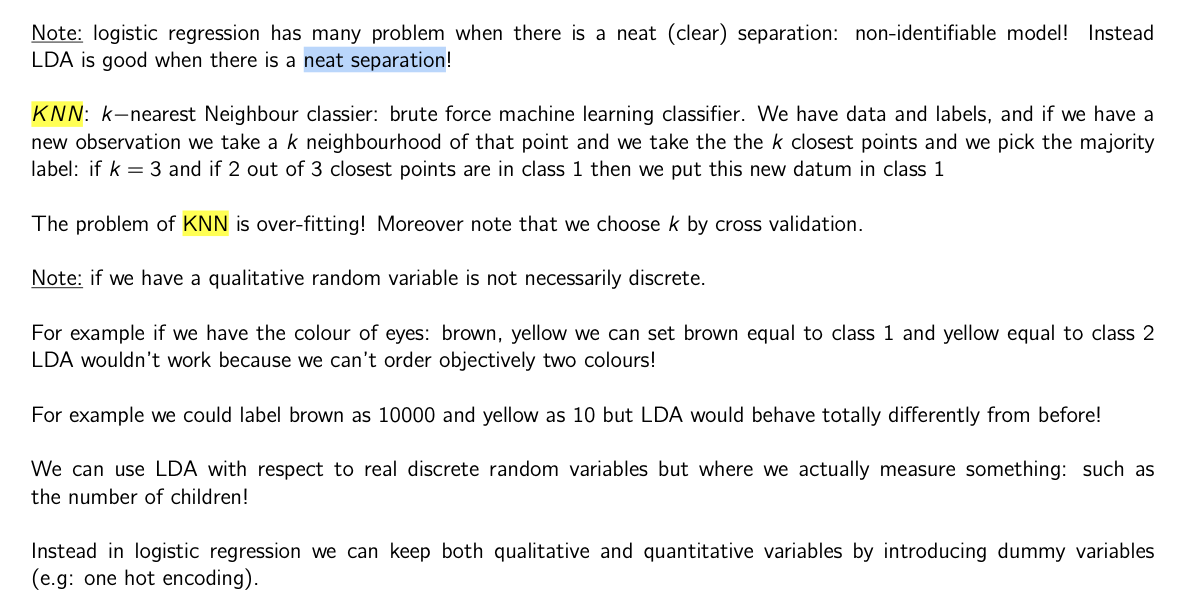 Note: logistic regression has many problem when there is a neat (clear) separation: non-identifiable model! Instead
LDA is good when there is a neat separation!
KNN: k−nearest Neighbour classier: brute force machine learning classifier. We have data and labels, and if we have a
new observation we take a k neighbourhood of that point and we take the the k closest points and we pick the majority
label: if k = 3 and if 2 out of 3 closest points are in class 1 then we put this new datum in class 1
The problem of KNN is over-fitting! Moreover note that we choose k by cross validation.
Note: if we have a qualitative random variable is not necessarily discrete.
For example if we have the colour of eyes: brown, yellow we can set brown equal to class 1 and yellow equal to class 2
LDA wouldn't work because we can't order objectively two colours!
For example we could label brown as 10000 and yellow as 10 but LDA would behave totally differently from before!
We can use LDA with respect to real discrete random variables but where we actually measure something: such as
the number of children!
Instead in logistic regression we can keep both qualitative and quantitative variables by introducing dummy variables
(e.g: one hot encoding).